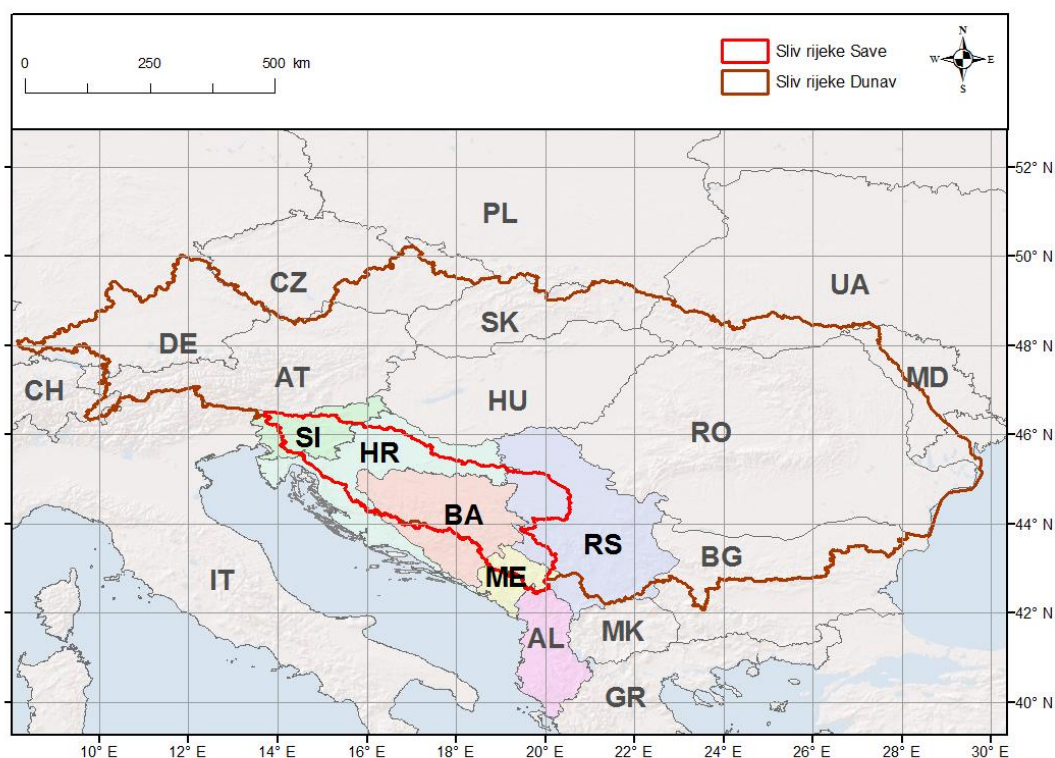 0 250 500 km
Sliv rijeke Save
Sliv rijeke Dunav
N
W E
S
52° N
PL
50° N
CZ
UA
SK
DE
48° N
CH
AT
MD
HU
RO
46° N
SI
HR
BA
44° N
RS
BG
IT
ME
42° N
AL
MK
GR
40° N
10° E 12° E 14° E 16° E 18° E 20° E 22° E 24° E 26° E 28° E 30° E